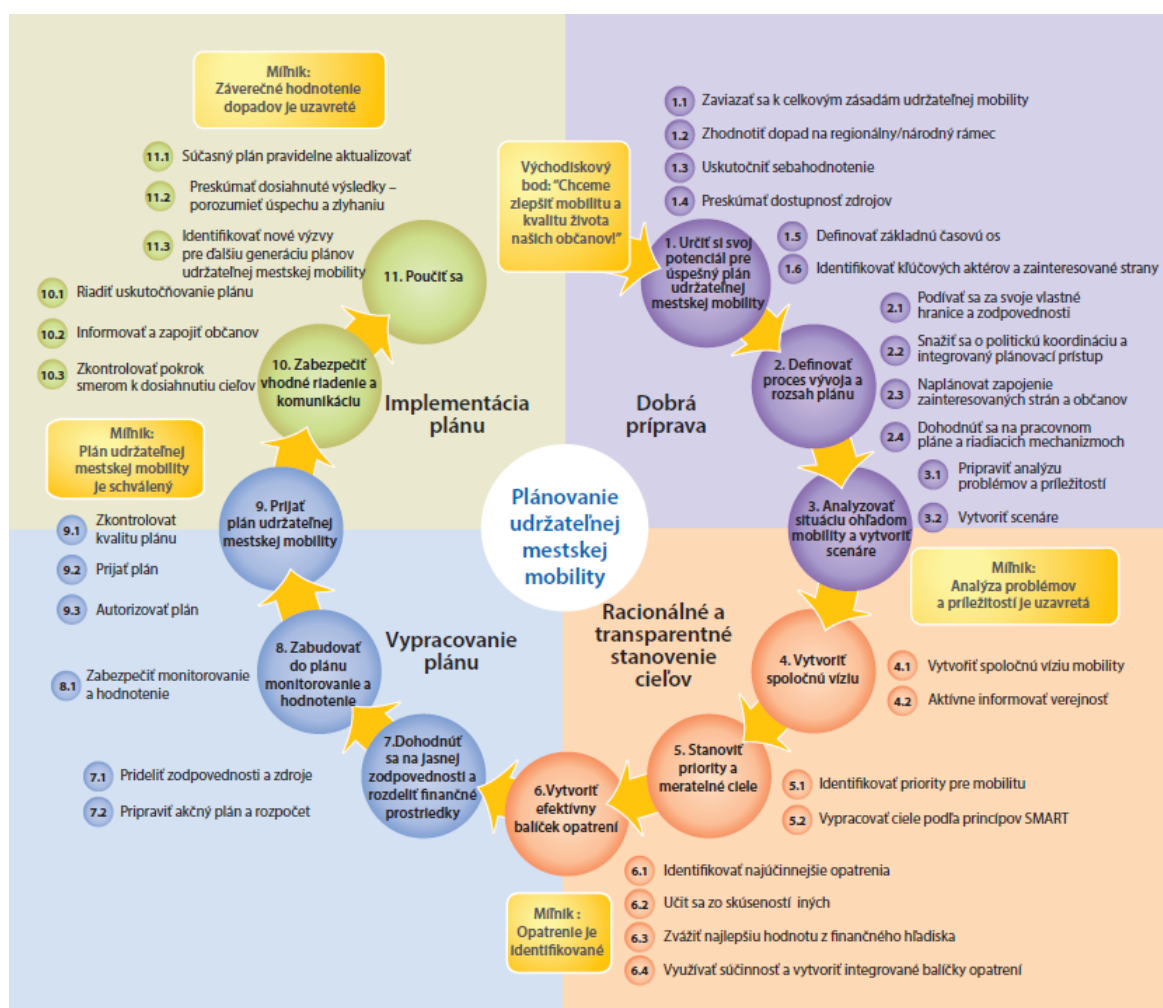 Míľnik:
Záverečné hodnotenie
dopadov je uzavreté
11.1 Súčasný plán pravidelne aktualizovať
11.2 Preskúmať dosiahnuté výsledky –
porozumieť úspechu a zlyhaniu
11.3 Identifikovať nové výzvy
pre ďalšiu generáciu plánov
udržateľnej mestskej mobility
11. Poučiť sa
10.1 Riadiť uskutočňovanie plánu
10.2 Informovať a zapojiť občanov
10.3 Zkontrolovať pokrok
smerom k dosiahnutiu cieľov
10. Zabezpečiť
vhodné riadenie a
komunikáciu
Implementácia
plánu
Východiskový
bod: "Chceme
zlepšiť mobilitu a
kvalitu života
našich občanov!"
1.1 Zaviazať sa k celkovým zásadám udržateľnej mobility
1.2 Zhodnotiť dopad na regionálny/národný rámec
1.3 Uskutočniť sebahodnotenie
1.4 Preskúmať dostupnosť zdrojov
1.5 Definovať základnú časovú os
1.6 Identifikovať kľúčových aktérov a zainteresované strany
1. Určiť si svoj
potenciál pre
úspešný plán
udržateľnej
mestskej mobility
2.1 Podívať sa za svoje vlastné
hranice a zodpovednosti
2.2 Snažiť sa o politickú koordináciu a
integrovaný plánovací prístup
2.3 Naplánovat zapojenie
zainteresovaných strán a občanov
2.4 Dohodnúť sa na pracovnom
pláne a riadiacich mechanizmoch
2. Definovať
proces vývoja a
rozsah plánu
Dobrá
príprava
3.1 Pripraviť analýzu
problémov a príležitostí
3.2 Vytvoriť scenáre
3. Analyzovať
situáciu ohľadom
mobility a vytvoriť
scenáre
Míľnik:
Analýza problémov
a príležitostí je uzavretá
Plánovanie
udržateľnej
mestskej
mobility
Míľnik:
Plán udržateľnej
mestskej mobility
je schválený
9. Prijať
plán udržateľnej
mestskej mobility
9.1 Zkontrolovat
kvalitu plánu
9.2 Prijať plán
9.3 Autorizovať plán
8. Zabudovať
do plánu
monitorovanie a
hodnotenie
8.1 Zabezpečiť monitorovanie
a hodnotenie
Vypracovanie
plánu
7.Dohodnúť
sa na jasnej
zodpovednosti a
rozdeliť finančné
prostriedky
7.1 Prideliť zodpovednosti a zdroje
7.2 Pripraviť akčný plán a rozpočet
Racionálné a
transparentné
stanovenie
cieľov
4. Vytvoriť
spoločnú víziu
4.1 Vytvořiť spoločnú víziu mobility
4.2 Aktívne informovať verejnosť
5. Stanoviť
priority a
meratelné ciele
5.1 Identifikovať priority pre mobilitu
5.2 Vypracovať ciele podľa princípov SMART
6. Vytvoriť
efektívny
balíček opatrení
6.1 Identifikovať najúčinnejšie opatrenia
6.2 Učit sa zo skúseností iných
6.3 Zvážiť najlepšiu hodnotu z finančného hľadiska
6.4 Využívať súčinnosť a vytvoriť integrované balíčky opatrení
Míľnik :
Opatrenie je
identifikované